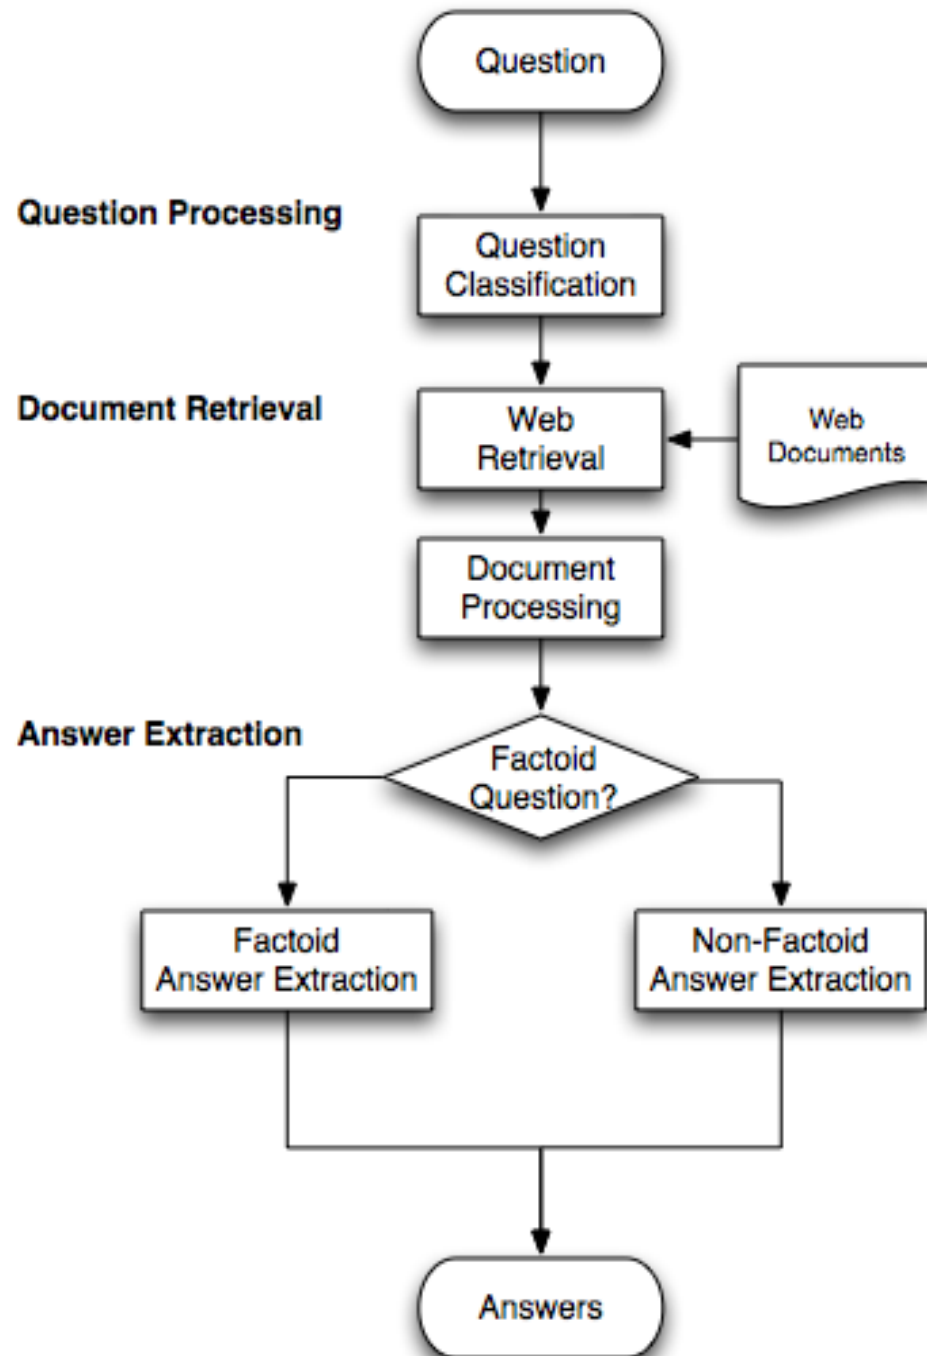 Question
Question Processing
Question
Classification
Document Retrieval
Web
Retrieval
Web
Documents
Document
Processing
Answer Extraction
Factoid
Question?
Factoid
Answer Extraction
Non-Factoid
Answer Extraction
Answers